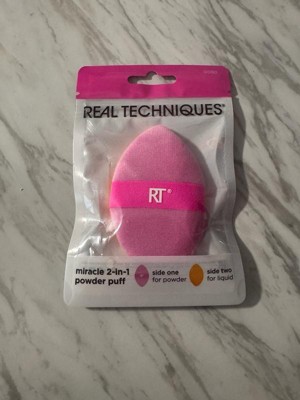 REAL TECHNIQUES®
RT®
miracle 2-in-1
powder puff
side one
for powder
side two
for liquid